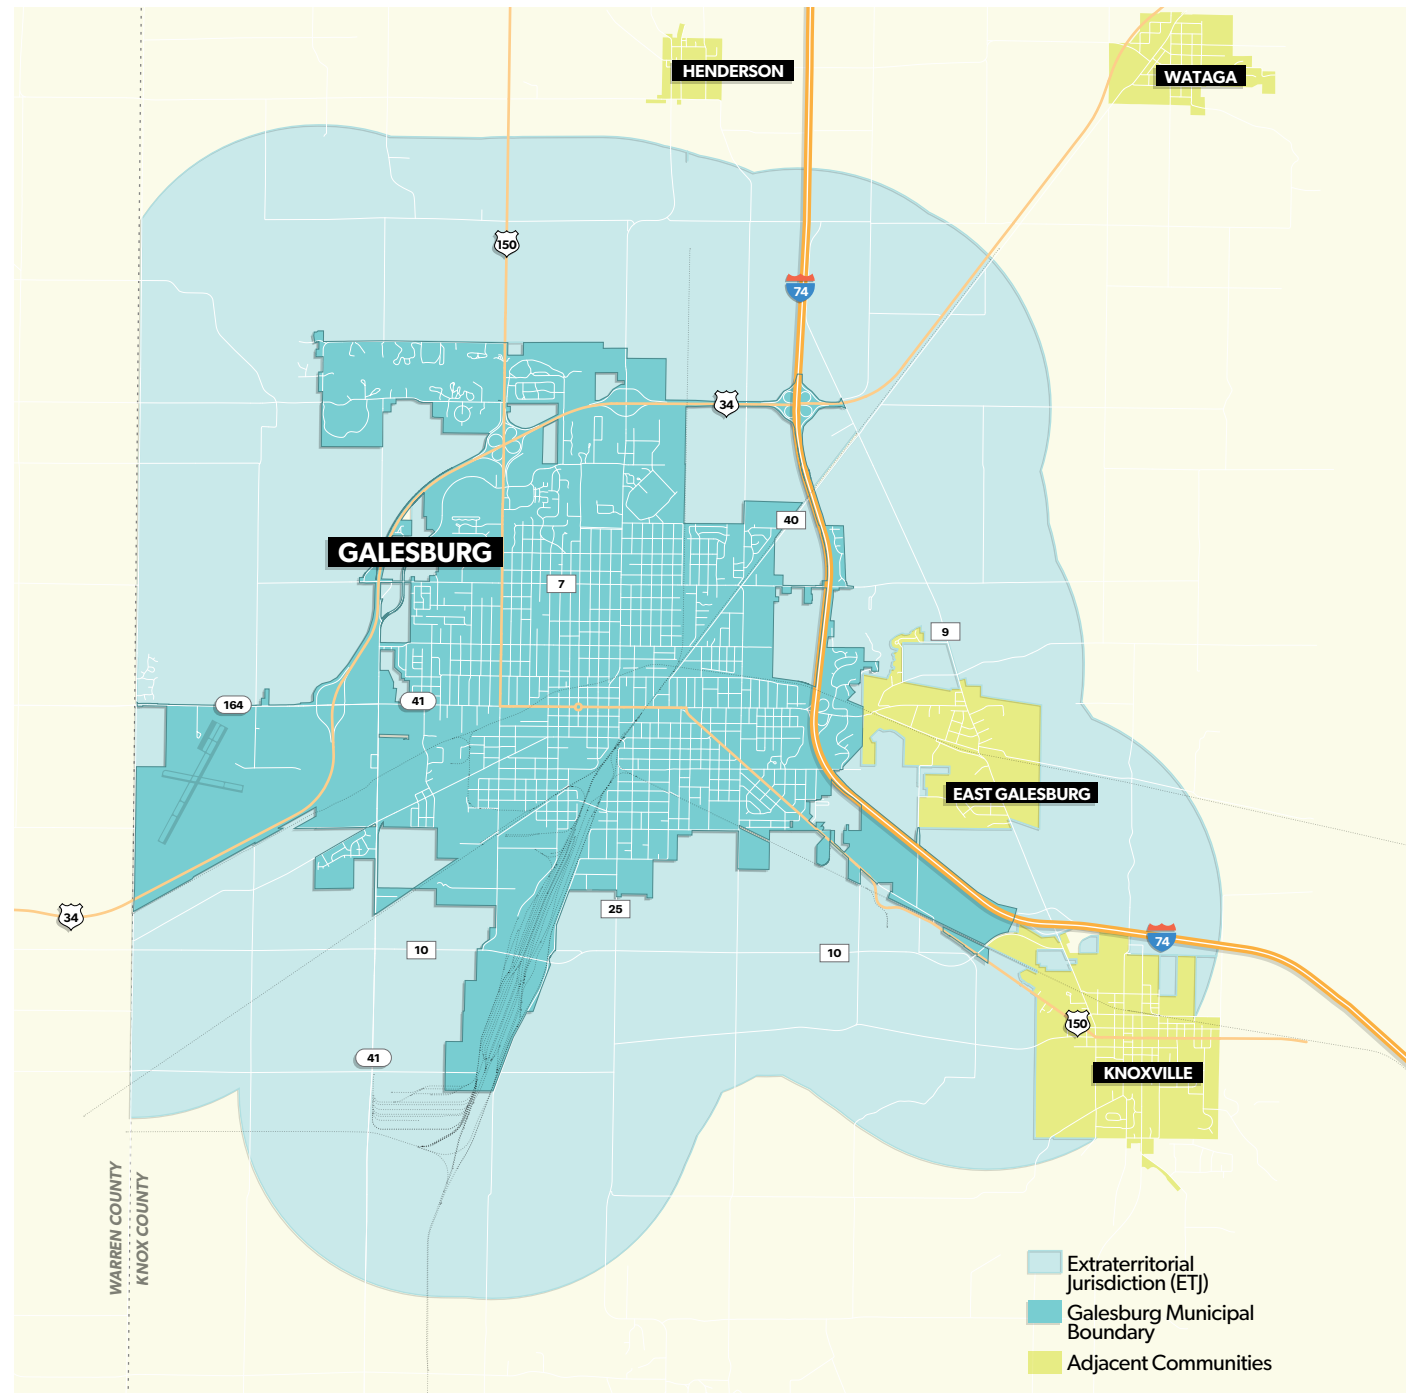 HENDERSON
WATAGA
150
74
34
40
GALESBURG
7
9
41
164
EAST GALESBURG
34
25
10
10
74
150
41
KNOXVILLE
WARREN COUNTY
KNOX COUNTY
Extraterritorial
Jurisdiction (ETJ)
Galesburg Municipal
Boundary
Adjacent Communities